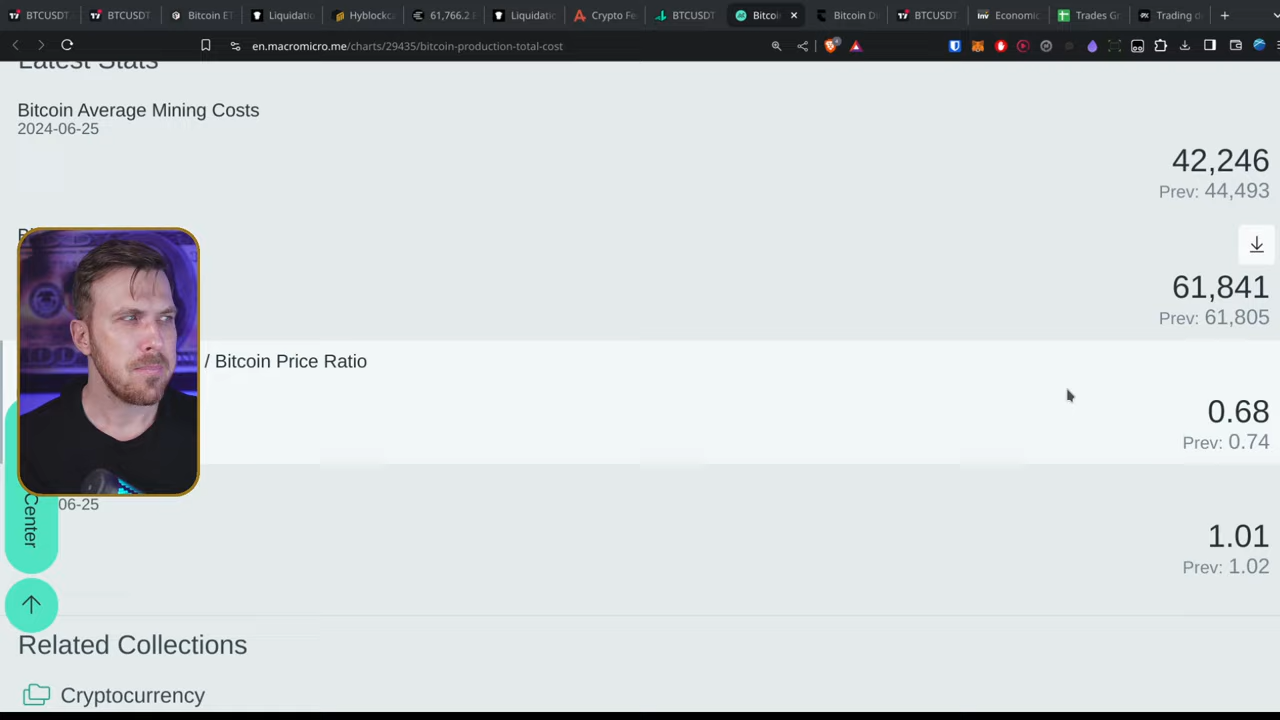 BTCUSDT
BTCUSDT
Bitcoin ET
Liquidatio
Hyblockca
61,766.2
Liquidatic
Crypto Fe
BTCUSDT
Bitcoi
Bitcoin D
BTCUSDT
Economic
Trades Gr
Trading d
en.macromicro.me/charts/29435/bitcoin-production-total-cost
Latest Stats
Bitcoin Average Mining Costs
2024-06-25
42,246
Prev: 44,493
61,841
Prev: 61,805
/ Bitcoin Price Ratio
0.68
Prev: 0.74
Center
06-25
1.01
Prev: 1.02
Related Collections
Cryptocurrency